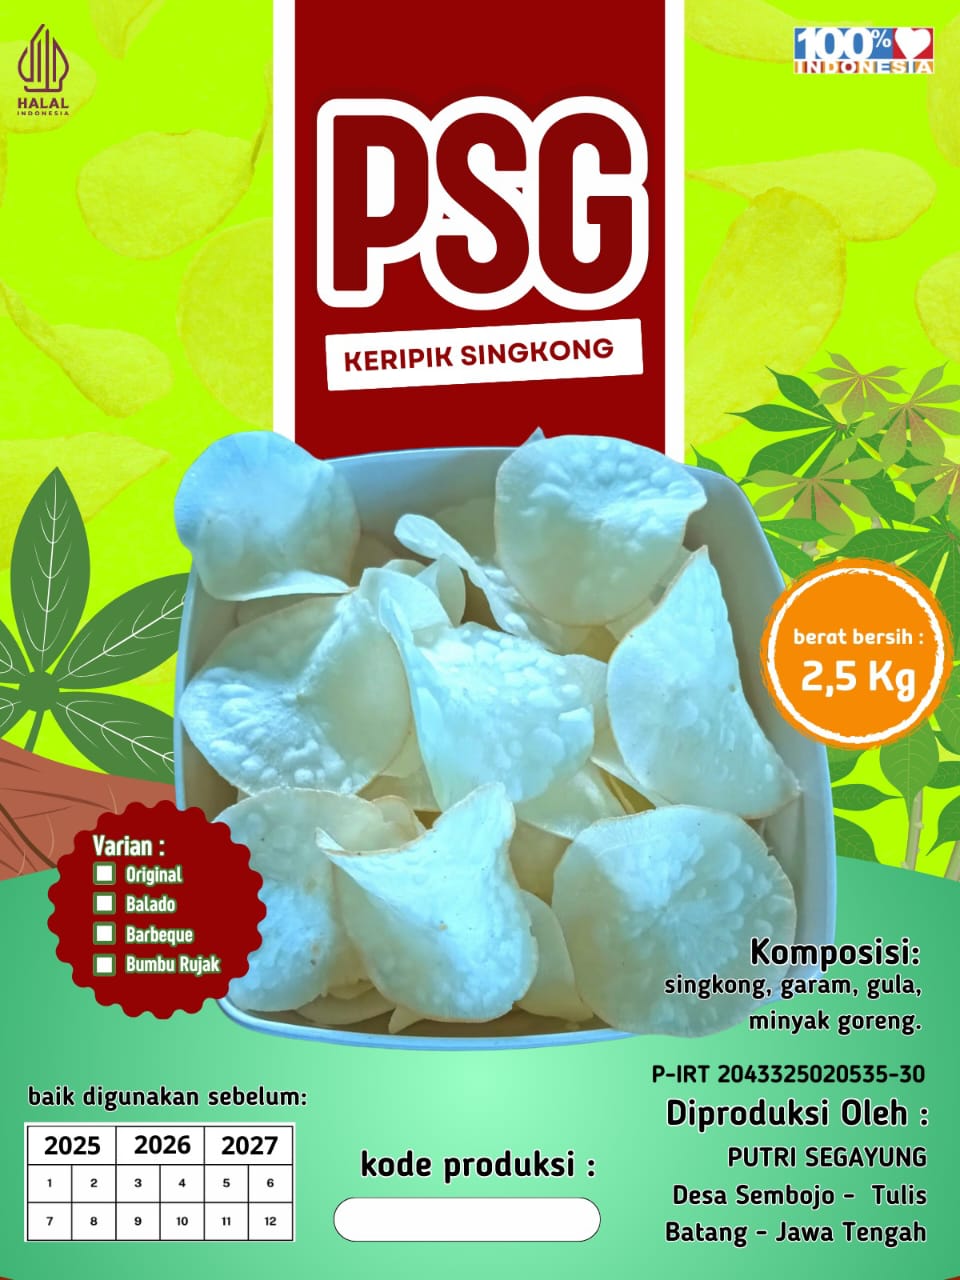 HALAL
INDONESIA
100%
INDONESIA
PSG
KERIPIK SINGKONG
berat bersih :
2,5 Kg
Varian :
Original
Balado
Barbeque
Bumbu Rujak
Komposisi:
singkong, garam, gula,
minyak goreng.
P-IRT 2043325020535-30
Diproduksi Oleh :
PUTRI SEGAYUNG
Desa Sembojo - Tulis
Batang - Jawa Tengah
baik digunakan sebelum:
2025 2026 2027
1 2 3 4 5 6
7 8 9 10 11 12
kode produksi :